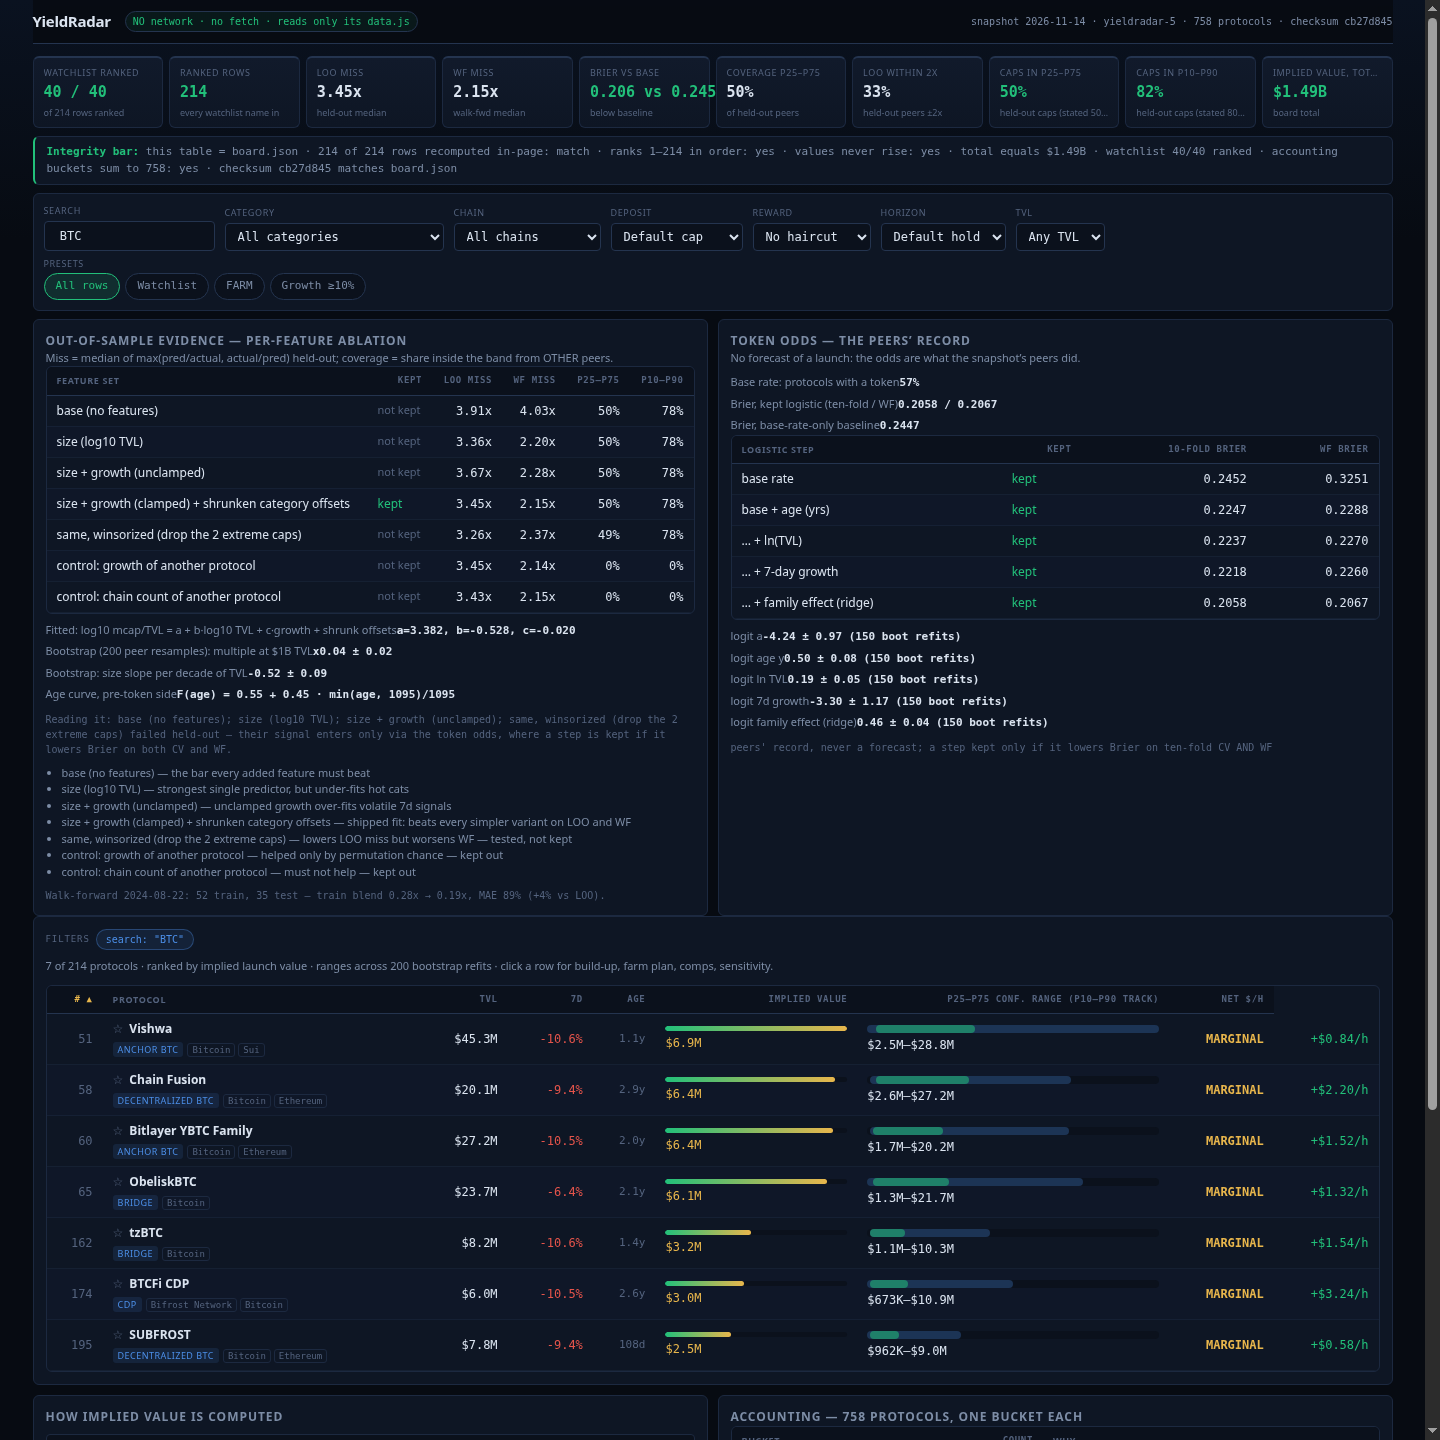 YieldRadar
NO network · no fetch · reads only its data.js
snapshot 2026-11-14 · yieldradar-5 · 758 protocols · checksum cb27d845
WATCHLIST RANKED
40 / 40
of 214 rows ranked
RANKED ROWS
214
every watchlist name in
LOO MISS
3.45x
held-out median
WF MISS
2.15x
walk-fwd median
BRIER VS BASE
0.206 vs 0.245
below baseline
COVERAGE P25–P75
50%
of held-out peers
LOO WITHIN 2X
33%
held-out peers ±2x
CAPS IN P25–P75
50%
held-out caps (stated 50…
CAPS IN P10–P90
82%
held-out caps (stated 80…
IMPLIED VALUE, TOT…
$1.49B
board total
Integrity bar: this table = board.json · 214 of 214 rows recomputed in-page: match · ranks 1–214 in order: yes · values never rise: yes · total equals $1.49B · watchlist 40/40 ranked · accounting
buckets sum to 758: yes · checksum cb27d845 matches board.json
SEARCH
BTC
CATEGORY
All categories
CHAIN
All chains
DEPOSIT
Default cap
REWARD
No haircut
HORIZON
Default hold
TVL
Any TVL
PRESETS
All rows
Watchlist
FARM
Growth ≥10%
OUT-OF-SAMPLE EVIDENCE — PER-FEATURE ABLATION
Miss = median of max(pred/actual, actual/pred) held-out; coverage = share inside the band from OTHER peers.
FEATURE SET KEPT LOO MISS WF MISS P25–P75 P10–P90
base (no features) not kept 3.91x 4.03x 50% 78%
size (log10 TVL) not kept 3.36x 2.20x 50% 78%
size + growth (unclamped) not kept 3.67x 2.28x 50% 78%
size + growth (clamped) + shrunken category offsets kept 3.45x 2.15x 50% 78%
same, winsorized (drop the 2 extreme caps) not kept 3.26x 2.37x 49% 78%
control: growth of another protocol not kept 3.45x 2.14x 0% 0%
control: chain count of another protocol not kept 3.43x 2.15x 0% 0%
Fitted: log10 mcap/TVL = a + b·log10 TVL + c·growth + shrunk offsetsa=3.382, b=-0.528, c=-0.020
Bootstrap (200 peer resamples): multiple at $1B TVLx0.04 ± 0.02
Bootstrap: size slope per decade of TVL-0.52 ± 0.09
Age curve, pre-token sideF(age) = 0.55 + 0.45 · min(age, 1095)/1095
Reading it: base (no features); size (log10 TVL); size + growth (unclamped); same, winsorized (drop the 2
extreme caps) failed held-out — their signal enters only via the token odds, where a step is kept if it
lowers Brier on both CV and WF.
• base (no features) — the bar every added feature must beat
• size (log10 TVL) — strongest single predictor, but under-fits hot cats
• size + growth (unclamped) — unclamped growth over-fits volatile 7d signals
• size + growth (clamped) + shrunken category offsets — shipped fit: beats every simpler variant on LOO and WF
• same, winsorized (drop the 2 extreme caps) — lowers LOO miss but worsens WF — tested, not kept
• control: growth of another protocol — helped only by permutation chance — kept out
• control: chain count of another protocol — must not help — kept out
Walk-forward 2024-08-22: 52 train, 35 test — train blend 0.28x → 0.19x, MAE 89% (+4% vs LOO).
TOKEN ODDS — THE PEERS’ RECORD
No forecast of a launch: the odds are what the snapshot’s peers did.
Base rate: protocols with a token57%
Brier, kept logistic (ten-fold / WF)0.2058 / 0.2067
Brier, base-rate-only baseline0.2447
LOGISTIC STEP KEPT 10-FOLD BRIER WF BRIER
base rate kept 0.2452 0.3251
base + age (yrs) kept 0.2247 0.2288
… + ln(TVL) kept 0.2237 0.2270
… + 7-day growth kept 0.2218 0.2260
… + family effect (ridge) kept 0.2058 0.2067
logit a-4.24 ± 0.97 (150 boot refits)
logit age y0.50 ± 0.08 (150 boot refits)
logit ln TVL0.19 ± 0.05 (150 boot refits)
logit 7d growth-3.30 ± 1.17 (150 boot refits)
logit family effect (ridge)0.46 ± 0.04 (150 boot refits)
peers' record, never a forecast; a step kept only if it lowers Brier on ten-fold CV AND WF
FILTERS search: "BTC"
7 of 214 protocols · ranked by implied launch value · ranges across 200 bootstrap refits · click a row for build-up, farm plan, comps, sensitivity.
# ▲ PROTOCOL TVL 7D AGE IMPLIED VALUE P25–P75 CONF. RANGE (P10–P90 TRACK) NET $/H
51 ☆ Vishwa $45.3M -10.6% 1.1y $6.9M $2.5M–$28.8M MARGINAL +$0.84/h
ANCHOR BTC Bitcoin Sui
58 ☆ Chain Fusion $20.1M -9.4% 2.9y $6.4M $2.6M–$27.2M MARGINAL +$2.20/h
DECENTRALIZED BTC Bitcoin Ethereum
60 ☆ Bitlayer YBTC Family $27.2M -10.5% 2.0y $6.4M $1.7M–$20.2M MARGINAL +$1.52/h
ANCHOR BTC Bitcoin Ethereum
65 ☆ ObeliskBTC $23.7M -6.4% 2.1y $6.1M $1.3M–$21.7M MARGINAL +$1.32/h
BRIDGE Bitcoin
162 ☆ tzBTC $8.2M -10.6% 1.4y $3.2M $1.1M–$10.3M MARGINAL +$1.54/h
BRIDGE Bitcoin
174 ☆ BTCFi CDP $6.0M -10.5% 2.6y $3.0M $673K–$10.9M MARGINAL +$3.24/h
CDP Bifrost Network Bitcoin
195 ☆ SUBFROST $7.8M -9.4% 108d $2.5M $962K–$9.0M MARGINAL +$0.58/h
DECENTRALIZED BTC Bitcoin Ethereum
HOW IMPLIED VALUE IS COMPUTED
ACCOUNTING — 758 PROTOCOLS, ONE BUCKET EACH